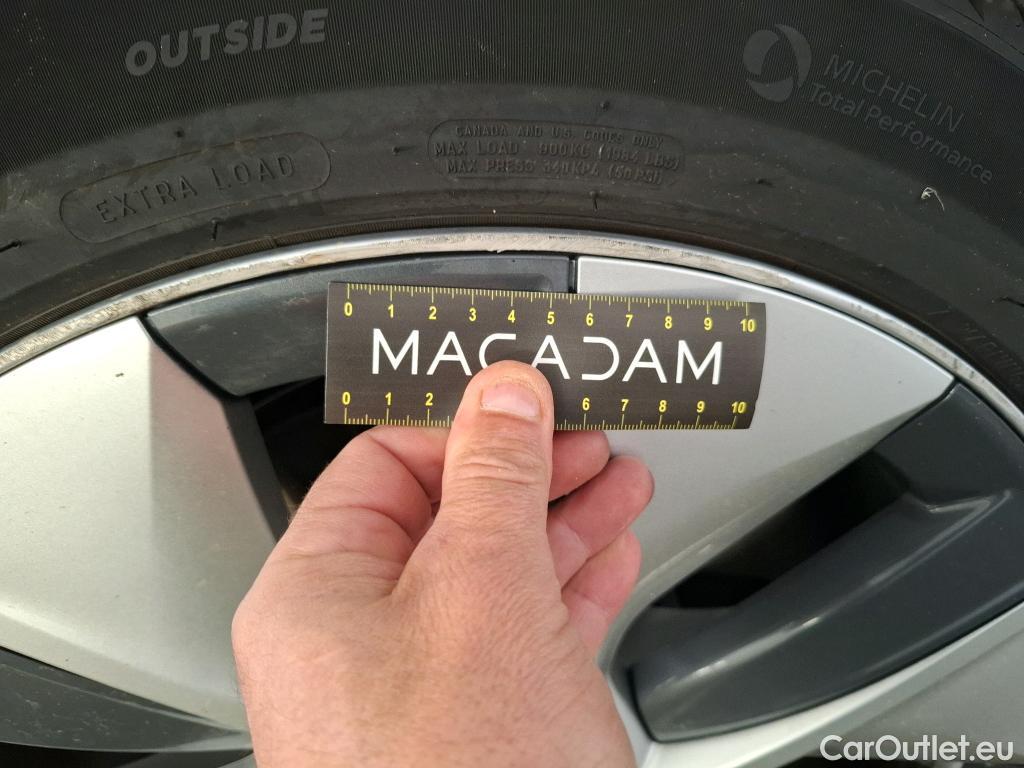 OUTSIDE
MICHELIN
Total Performance
EXTRA LOAD
CANADA AND U.S. CODES ONLY
MAX LOAD 900KG (1984 LBS)
MAX PRESS 340KPA (50PSI)
0 1 2 3 4 5 6 7 8 9 10
MACADAM
0 1 2 6 7 8 9 10
CarOutlet.eu